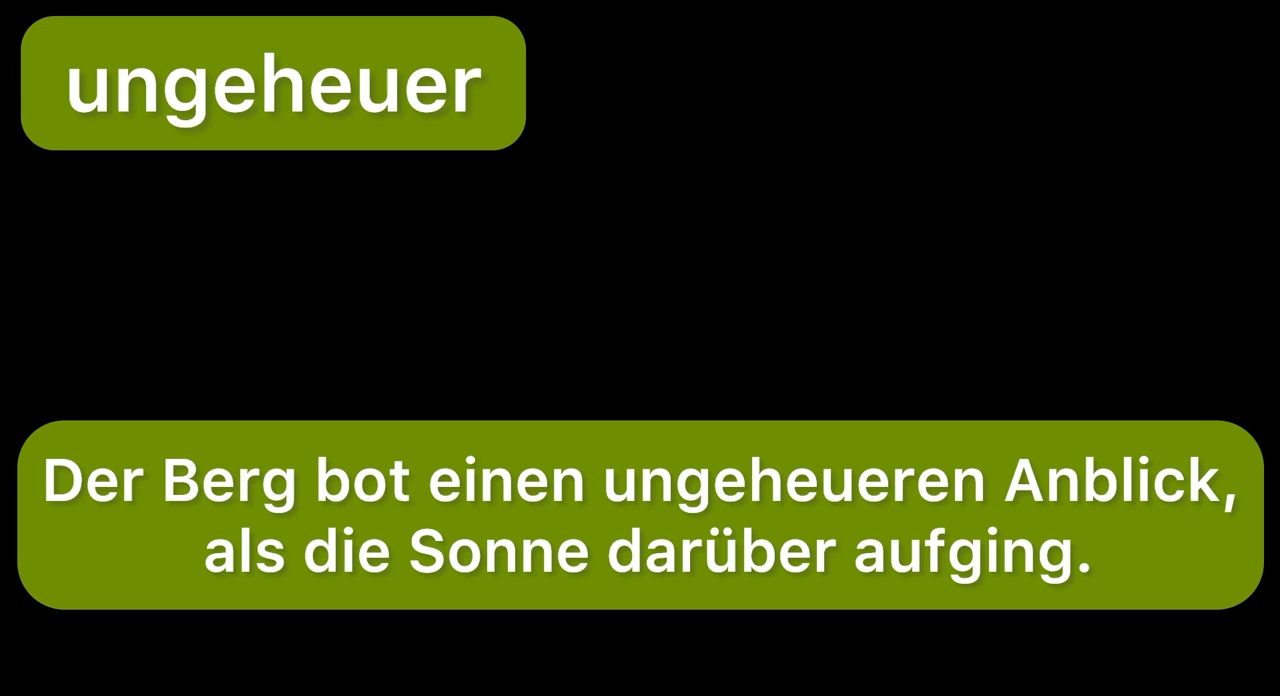 ungeheuer
Der Berg bot einen ungeheueren Anblick,
als die Sonne darüber aufging.